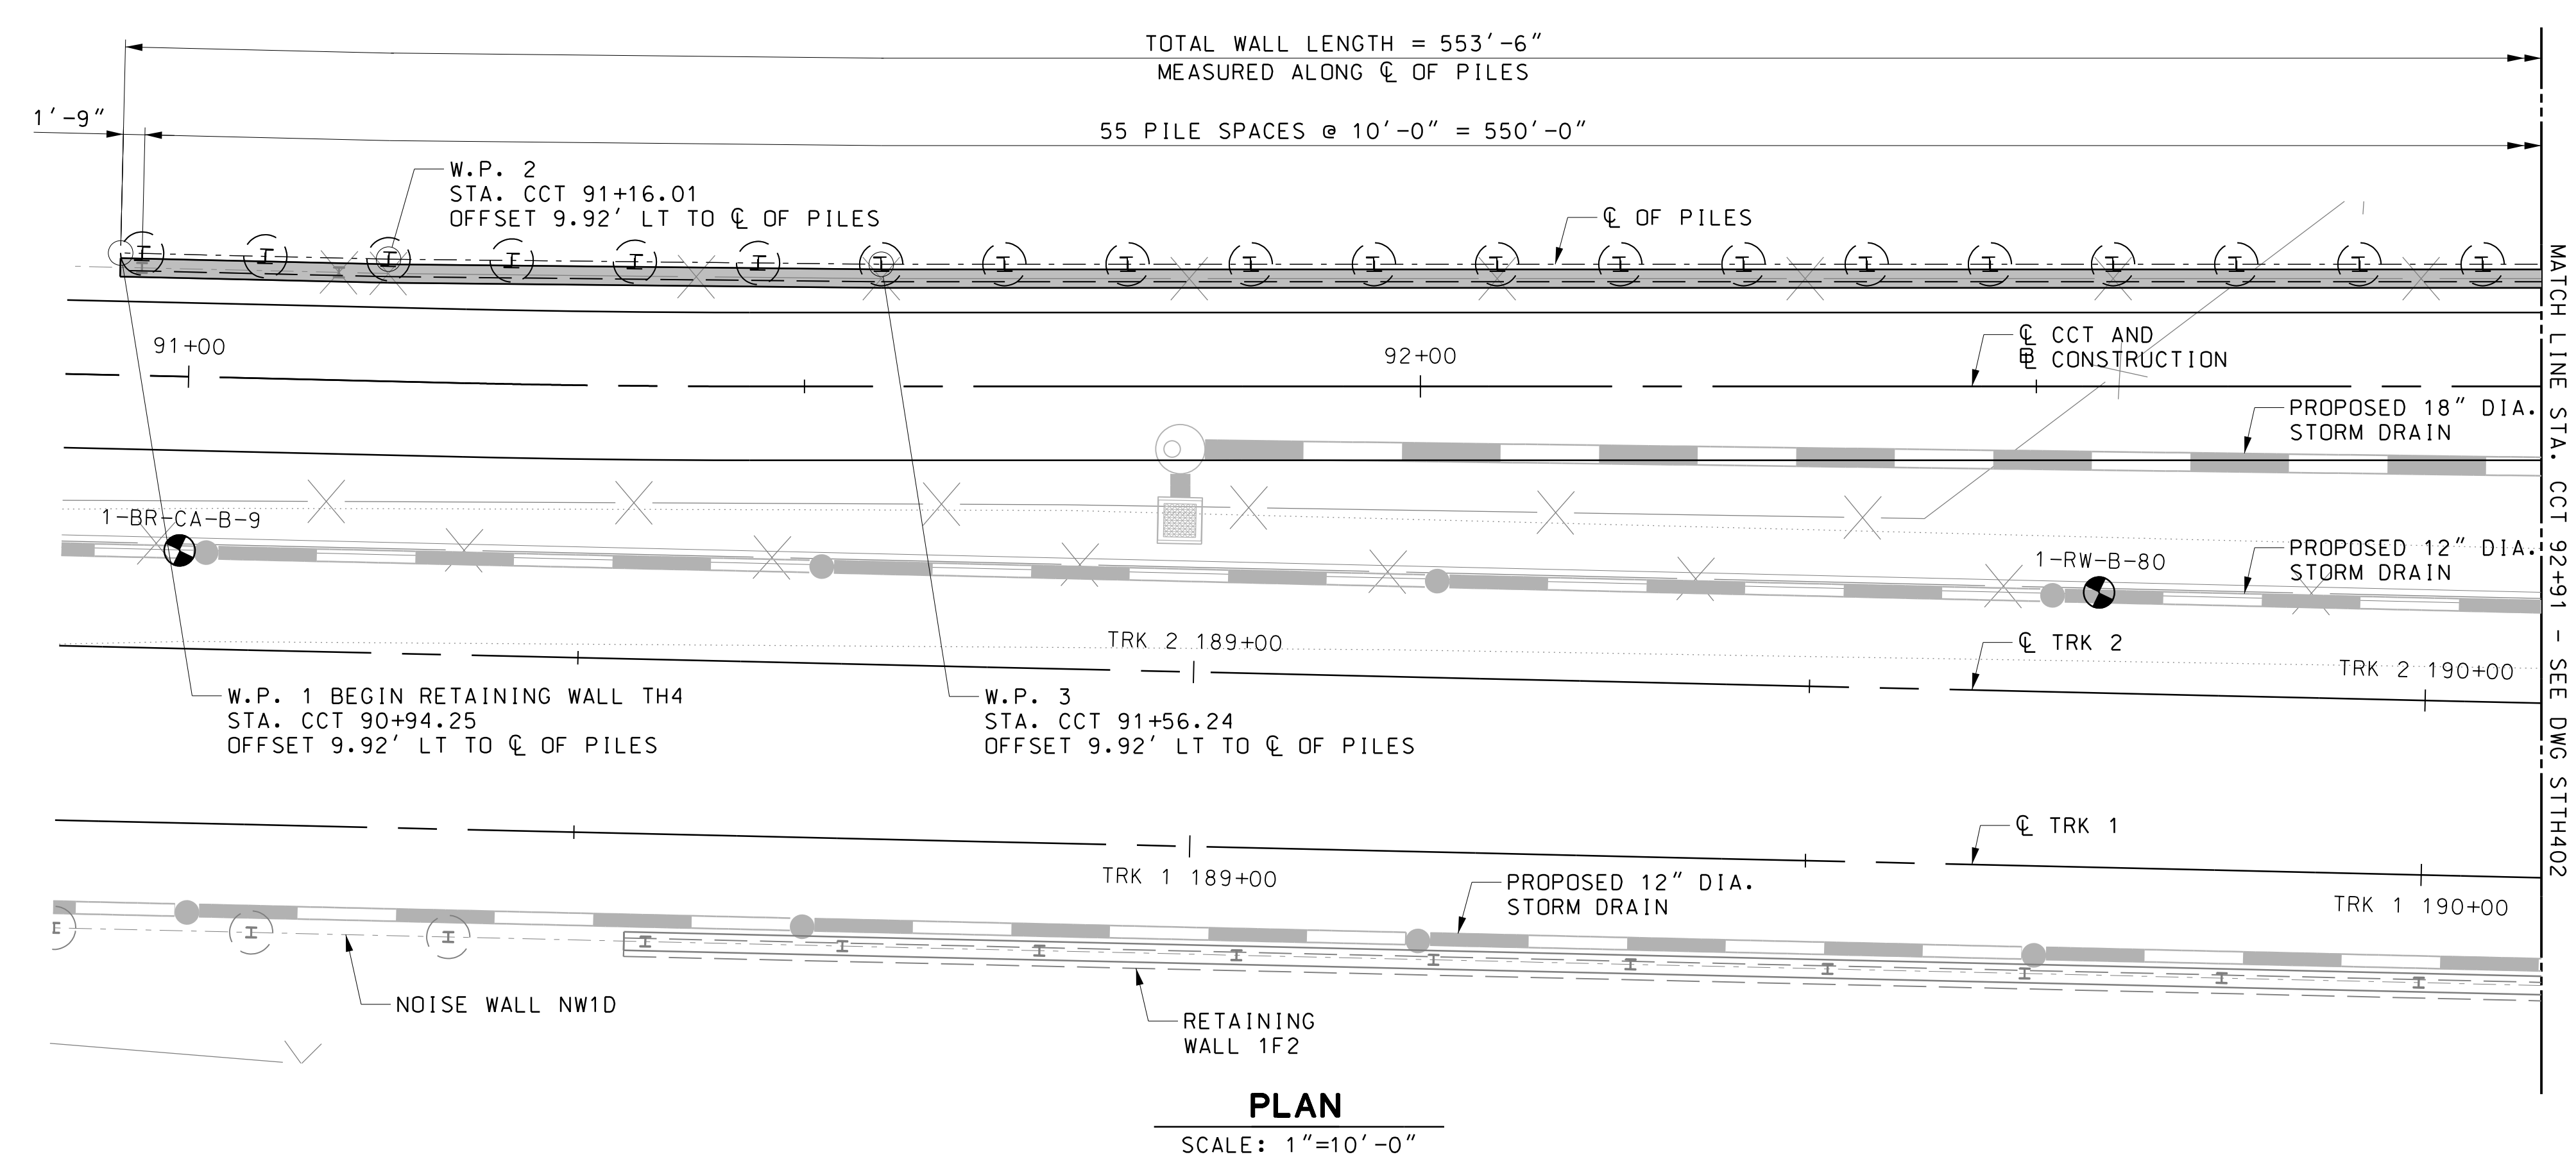 TOTAL WALL LENGTH = 553'-6"
MEASURED ALONG ℄ OF PILES
1'-9"
55 PILE SPACES @ 10'-0" = 550'-0"
W.P. 2
STA. CCT 91+16.01
OFFSET 9.92' LT TO ℄ OF PILES
℄ OF PILES
91+00
92+00
℄ CCT AND
B̶L CONSTRUCTION
PROPOSED 18" DIA.
STORM DRAIN
1-BR-CA-B-9
PROPOSED 12" DIA.
STORM DRAIN
1-RW-B-80
TRK 2 189+00
℄ TRK 2
TRK 2 190+00
W.P. 1 BEGIN RETAINING WALL TH4
STA. CCT 90+94.25
OFFSET 9.92' LT TO ℄ OF PILES
W.P. 3
STA. CCT 91+56.24
OFFSET 9.92' LT TO ℄ OF PILES
℄ TRK 1
TRK 1 189+00
PROPOSED 12" DIA.
STORM DRAIN
TRK 1 190+00
NOISE WALL NW1D
RETAINING
WALL 1F2
MATCH LINE STA. CCT 92+91 - SEE DWG STTH402
PLAN
SCALE: 1"=10'-0"